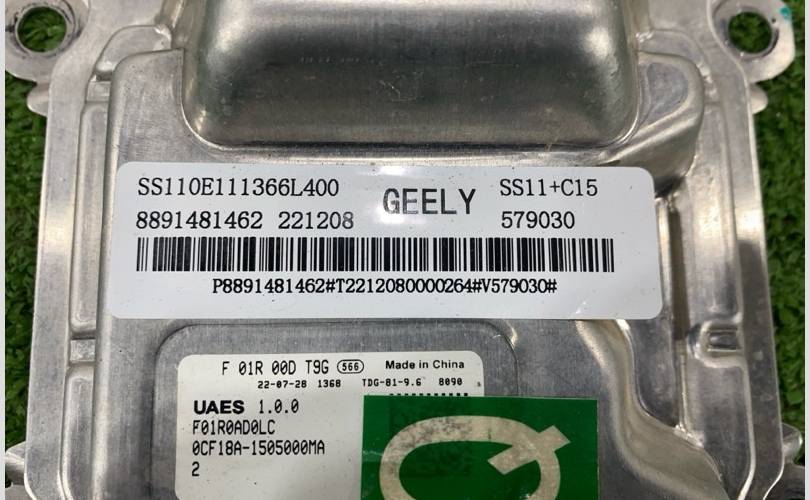 SS110E111366L400 GEELY SS11+C15
8891481462 221208 579030
P8891481462#T2212080000264#V579030#
F 01R 00D T9G 566 Made in China
22-07-28 1368 TDG-81-9.6 8090
UAES 1.0.0
F01R0AD0LC
0CF18A-1505000MA
2